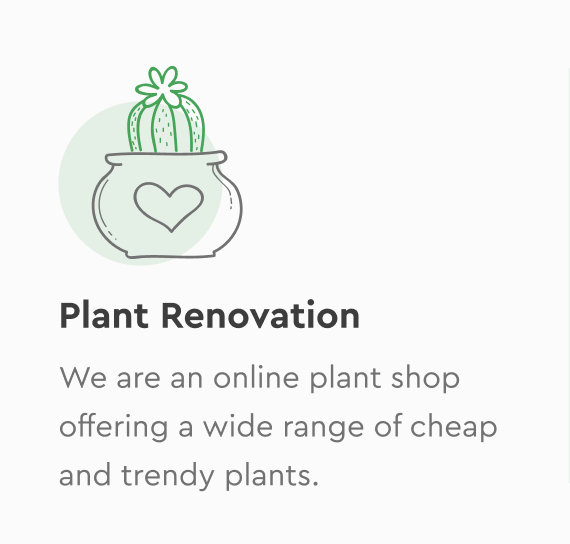 Plant Renovation
We are an online plant shop
offering a wide range of cheap
and trendy plants.